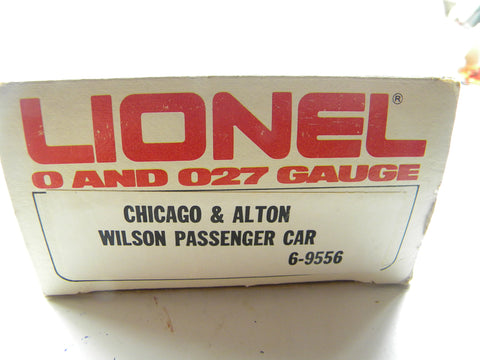 LIONEL®
O AND O27 GAUGE
CHICAGO & ALTON
WILSON PASSENGER CAR
6-9556